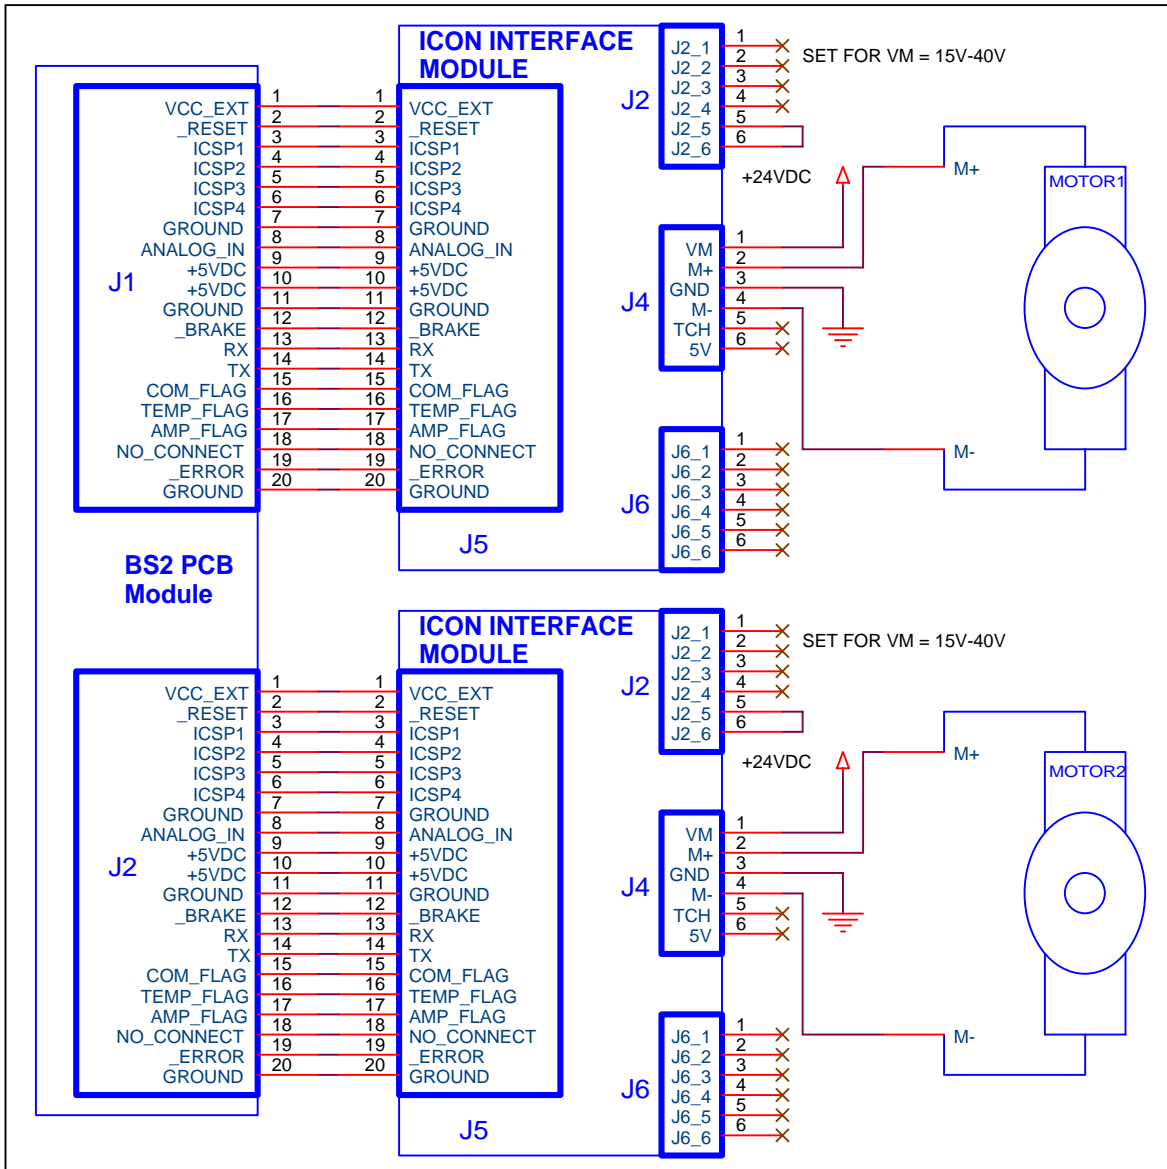 ICON INTERFACE
MODULE
J1
1 VCC_EXT
2 _RESET
3 ICSP1
4 ICSP2
5 ICSP3
6 ICSP4
7 GROUND
8 ANALOG_IN
9 +5VDC
10 +5VDC
11 GROUND
12 _BRAKE
13 RX
14 TX
15 COM_FLAG
16 TEMP_FLAG
17 AMP_FLAG
18 NO_CONNECT
19 _ERROR
20 GROUND
1 VCC_EXT
2 _RESET
3 ICSP1
4 ICSP2
5 ICSP3
6 ICSP4
7 GROUND
8 ANALOG_IN
9 +5VDC
10 +5VDC
11 GROUND
12 _BRAKE
13 RX
14 TX
15 COM_FLAG
16 TEMP_FLAG
17 AMP_FLAG
18 NO_CONNECT
19 _ERROR
20 GROUND
J5
J2
J2_1 1
J2_2 2
J2_3 3
J2_4 4
J2_5 5
J2_6 6
SET FOR VM = 15V-40V
+24VDC
J4
VM 1
M+ 2
GND 3
M- 4
TCH 5
5V 6
J6
J6_1 1
J6_2 2
J6_3 3
J6_4 4
J6_5 5
J6_6 6
M+
MOTOR1
M-
BS2 PCB
Module
ICON INTERFACE
MODULE
J2
1 VCC_EXT
2 _RESET
3 ICSP1
4 ICSP2
5 ICSP3
6 ICSP4
7 GROUND
8 ANALOG_IN
9 +5VDC
10 +5VDC
11 GROUND
12 _BRAKE
13 RX
14 TX
15 COM_FLAG
16 TEMP_FLAG
17 AMP_FLAG
18 NO_CONNECT
19 _ERROR
20 GROUND
1 VCC_EXT
2 _RESET
3 ICSP1
4 ICSP2
5 ICSP3
6 ICSP4
7 GROUND
8 ANALOG_IN
9 +5VDC
10 +5VDC
11 GROUND
12 _BRAKE
13 RX
14 TX
15 COM_FLAG
16 TEMP_FLAG
17 AMP_FLAG
18 NO_CONNECT
19 _ERROR
20 GROUND
J5
J2
J2_1 1
J2_2 2
J2_3 3
J2_4 4
J2_5 5
J2_6 6
SET FOR VM = 15V-40V
+24VDC
J4
VM 1
M+ 2
GND 3
M- 4
TCH 5
5V 6
J6
J6_1 1
J6_2 2
J6_3 3
J6_4 4
J6_5 5
J6_6 6
M+
MOTOR2
M-